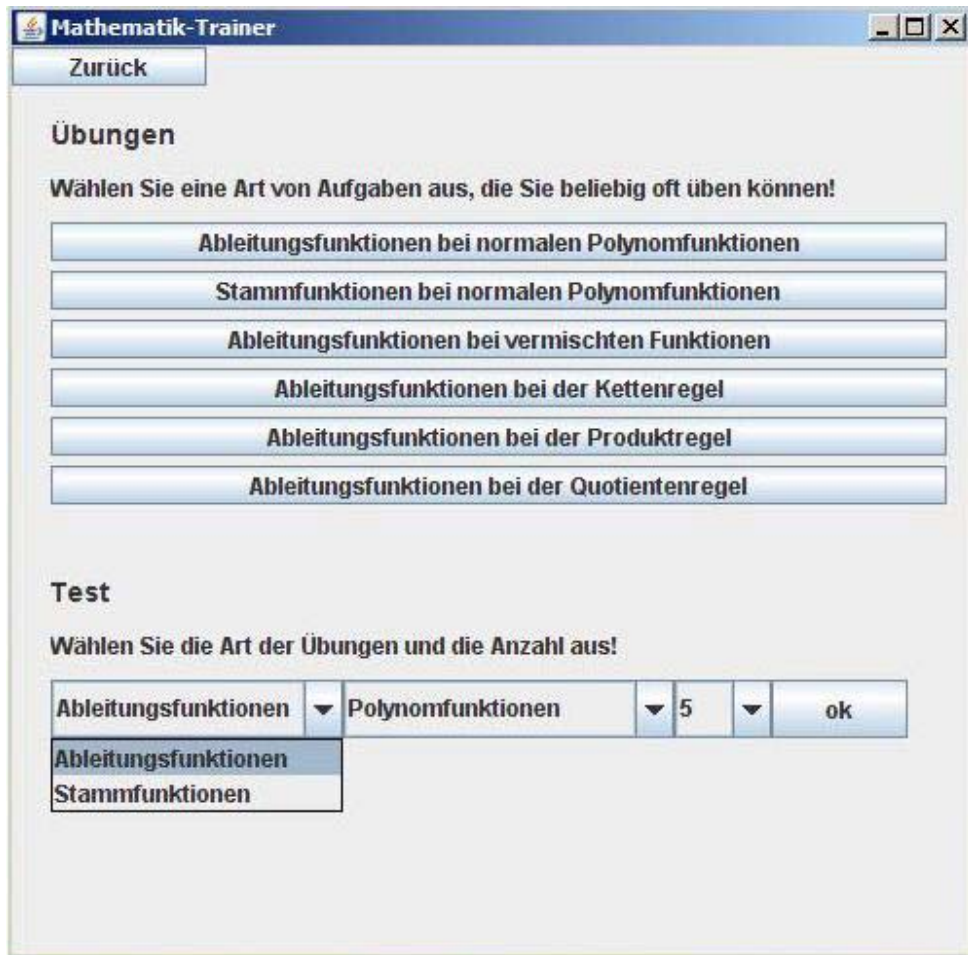 Mathematik-Trainer
Zurück
Übungen
Wählen Sie eine Art von Aufgaben aus, die Sie beliebig oft üben können!
Ableitungsfunktionen bei normalen Polynomfunktionen
Stammfunktionen bei normalen Polynomfunktionen
Ableitungsfunktionen bei vermischten Funktionen
Ableitungsfunktionen bei der Kettenregel
Ableitungsfunktionen bei der Produktregel
Ableitungsfunktionen bei der Quotientenregel
Test
Wählen Sie die Art der Übungen und die Anzahl aus!
Ableitungsfunktionen Polynomfunktionen 5 ok
Ableitungsfunktionen
Stammfunktionen